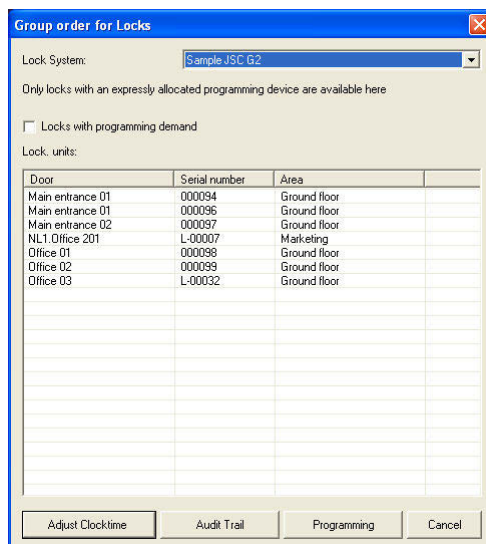 Group order for Locks
Lock System: Sample JSC G2
Only locks with an expressly allocated programming device are available here
Locks with programming demand
Lock. units:
Door Serial number Area
Main entrance 01 000094 Ground floor
Main entrance 01 000096 Ground floor
Main entrance 02 000097 Ground floor
NL1.Office 201 L-00007 Marketing
Office 01 000098 Ground floor
Office 02 000099 Ground floor
Office 03 L-00032 Ground floor
Adjust Clocktime Audit Trail Programming Cancel